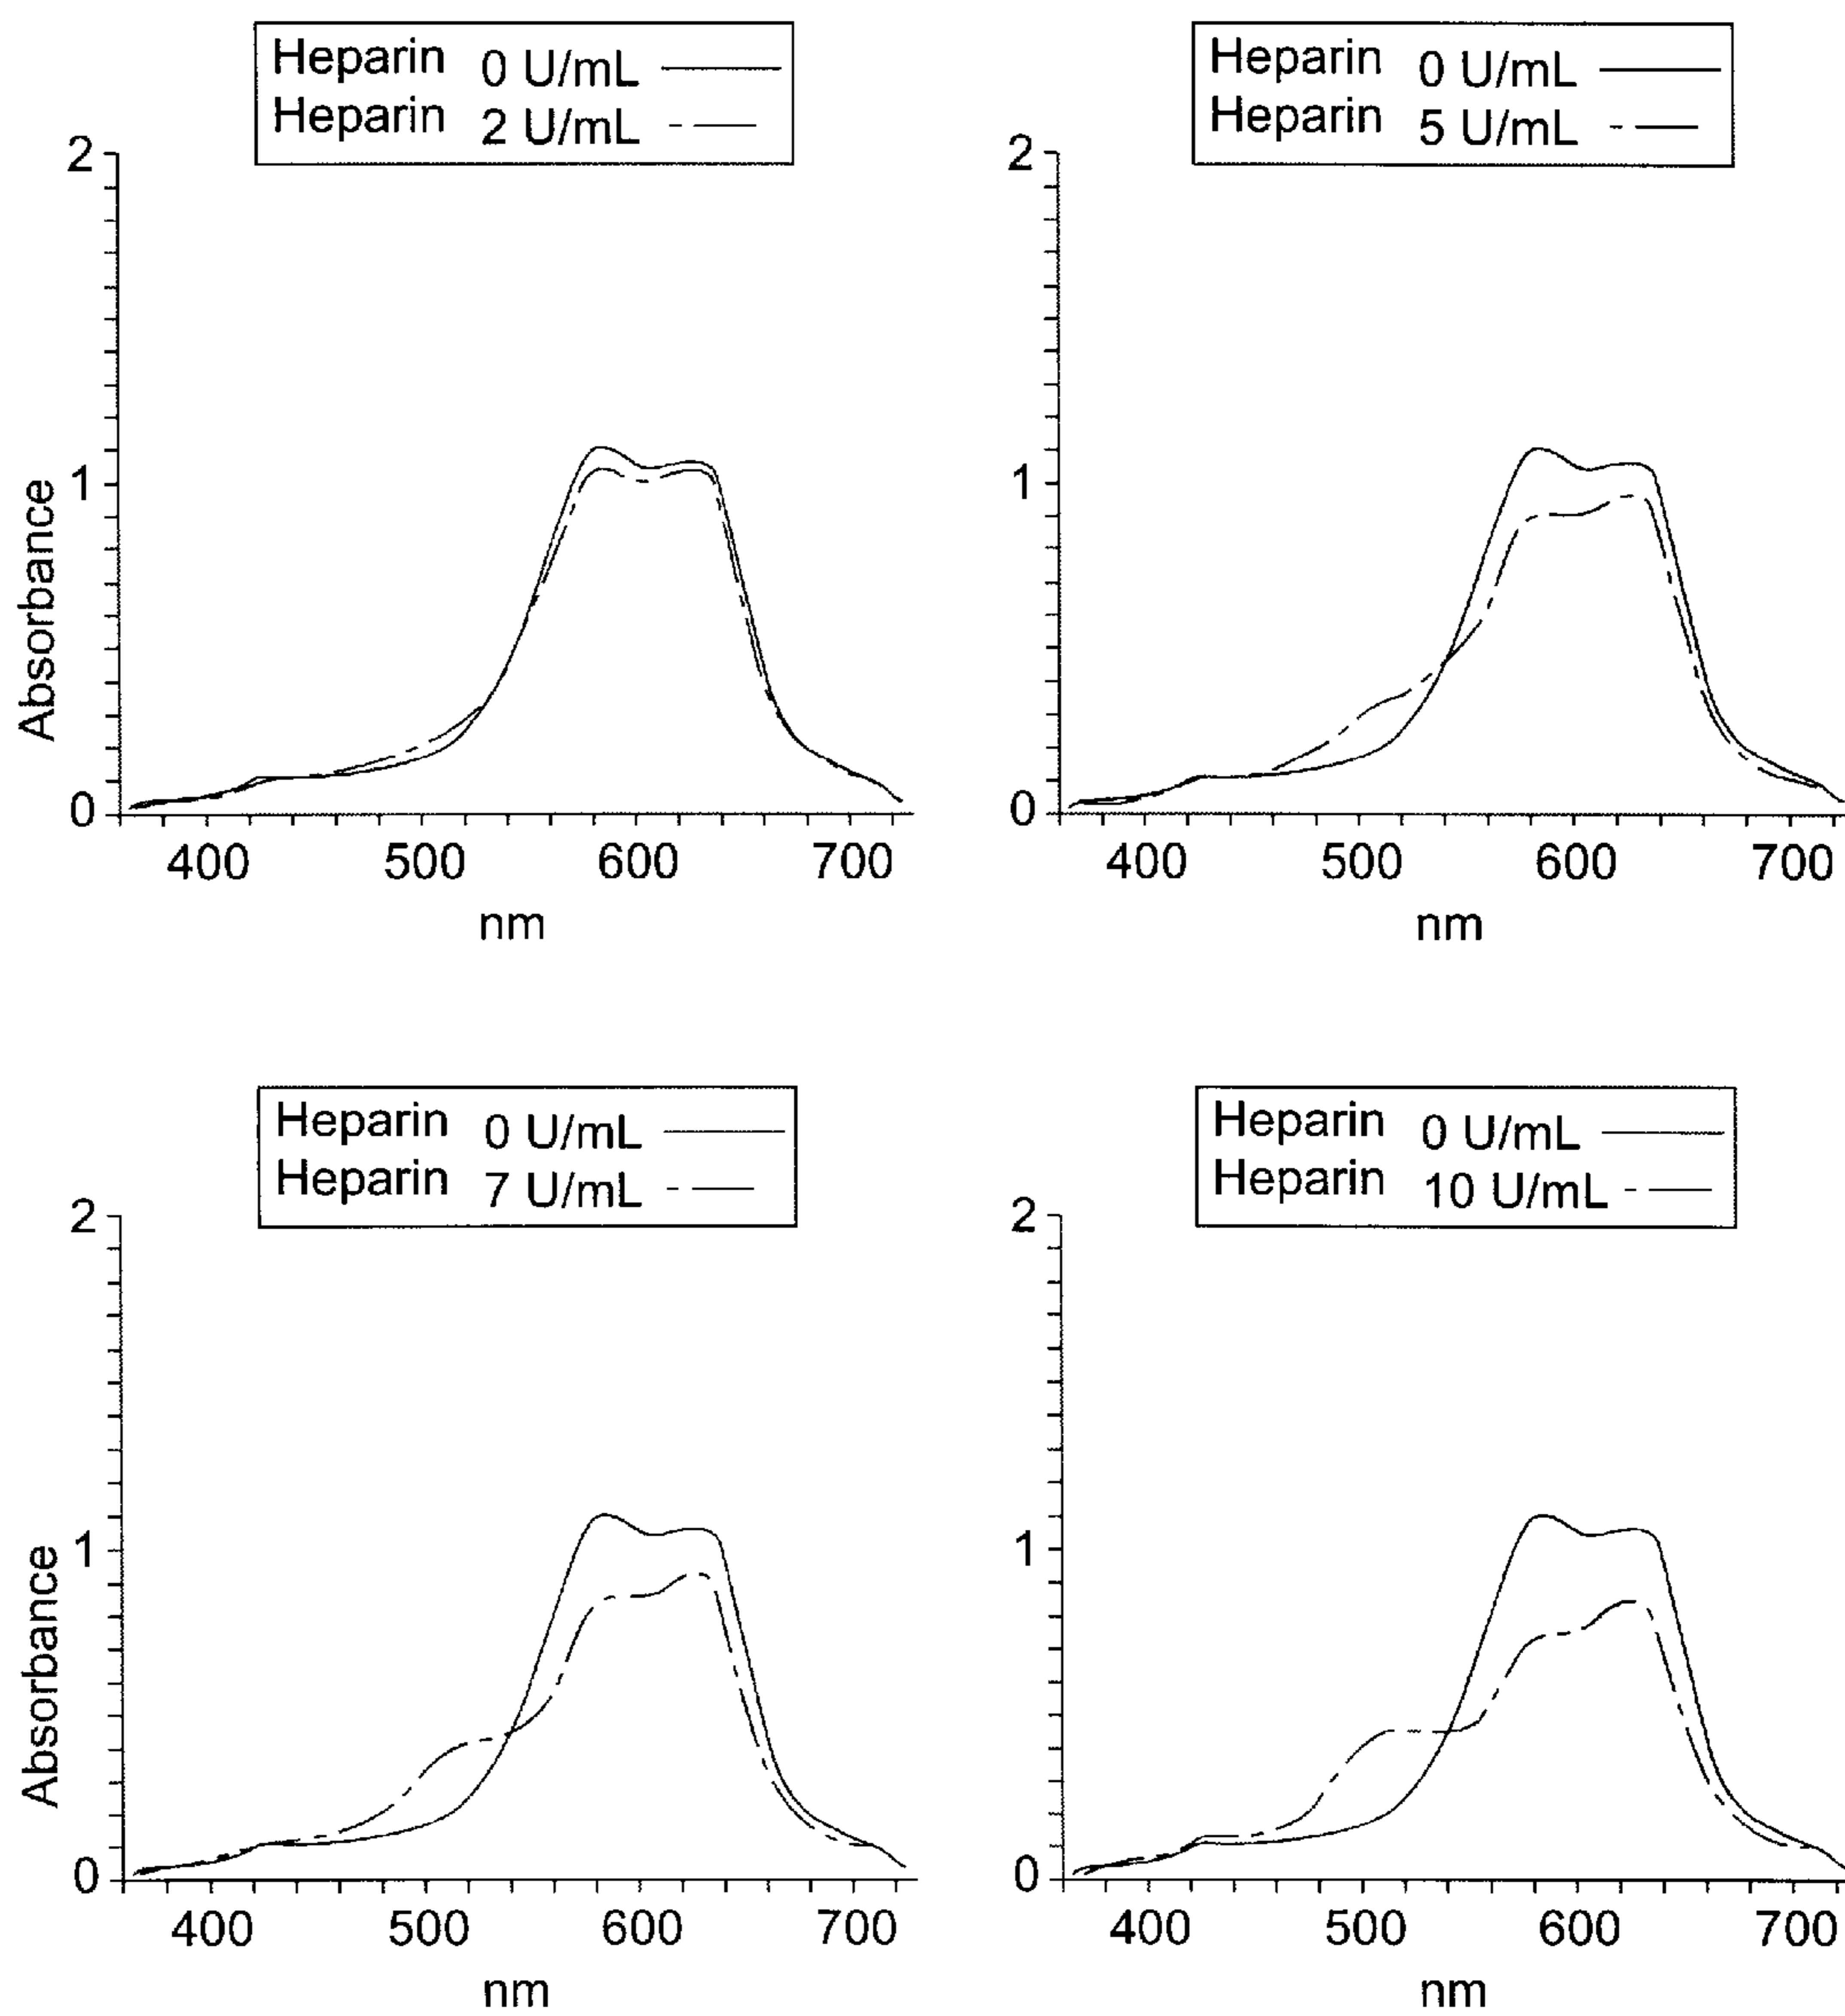 Heparin 0 U/mL
Heparin 2 U/mL
2
1
0
Absorbance
400 500 600 700
nm
Heparin 0 U/mL
Heparin 5 U/mL
2
1
0
400 500 600 700
nm
Heparin 0 U/mL
Heparin 7 U/mL
2
1
0
Absorbance
400 500 600 700
nm
Heparin 0 U/mL
Heparin 10 U/mL
2
1
0
400 500 600 700
nm